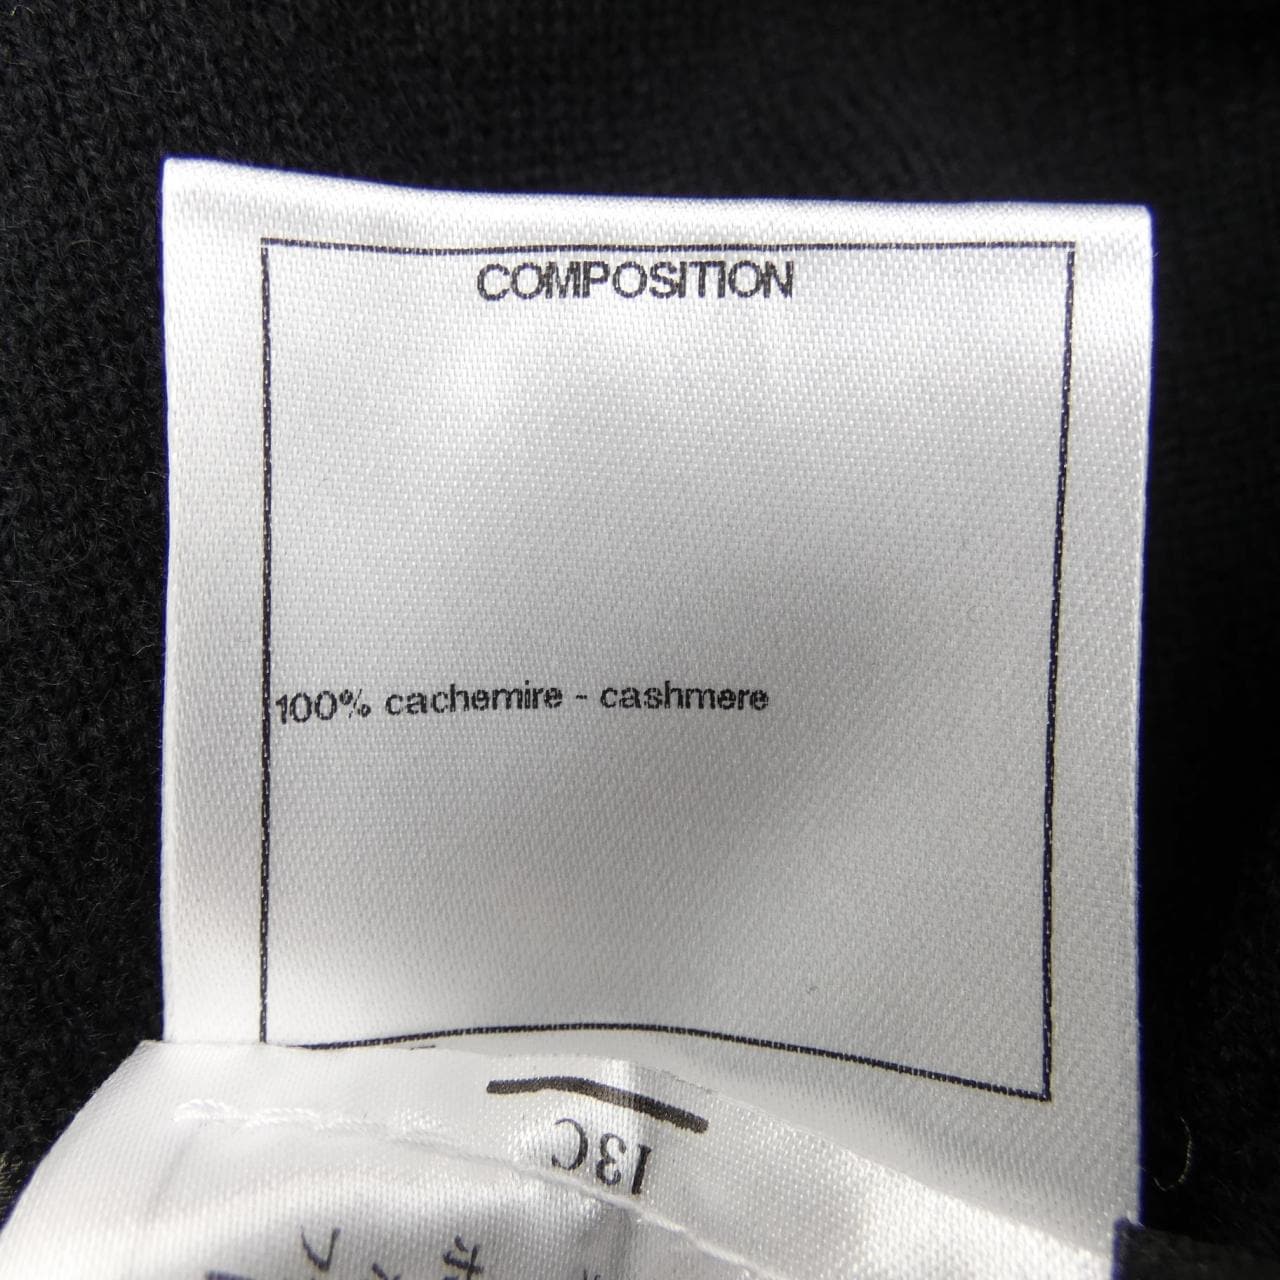 COMPOSITION
100% cachemire - cashmere
13C